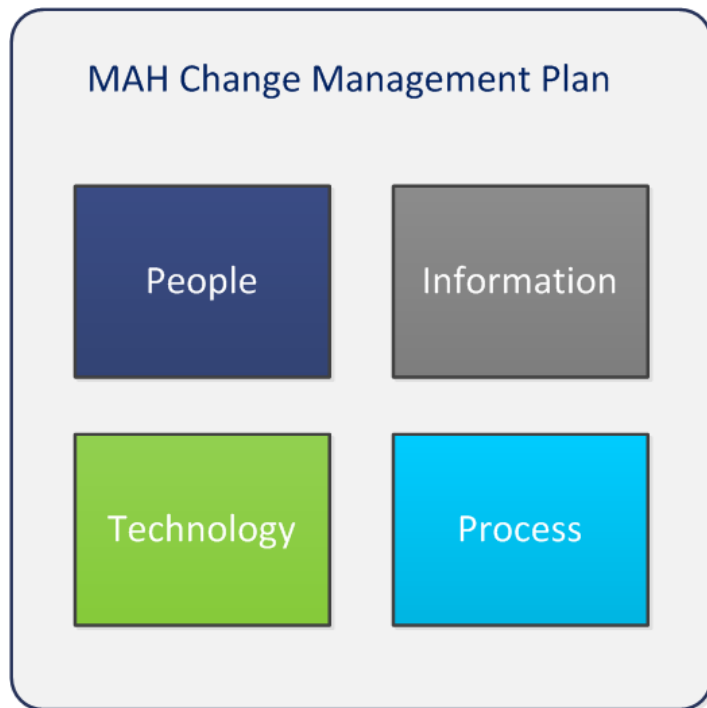 MAH Change Management Plan
People
Information
Technology
Process